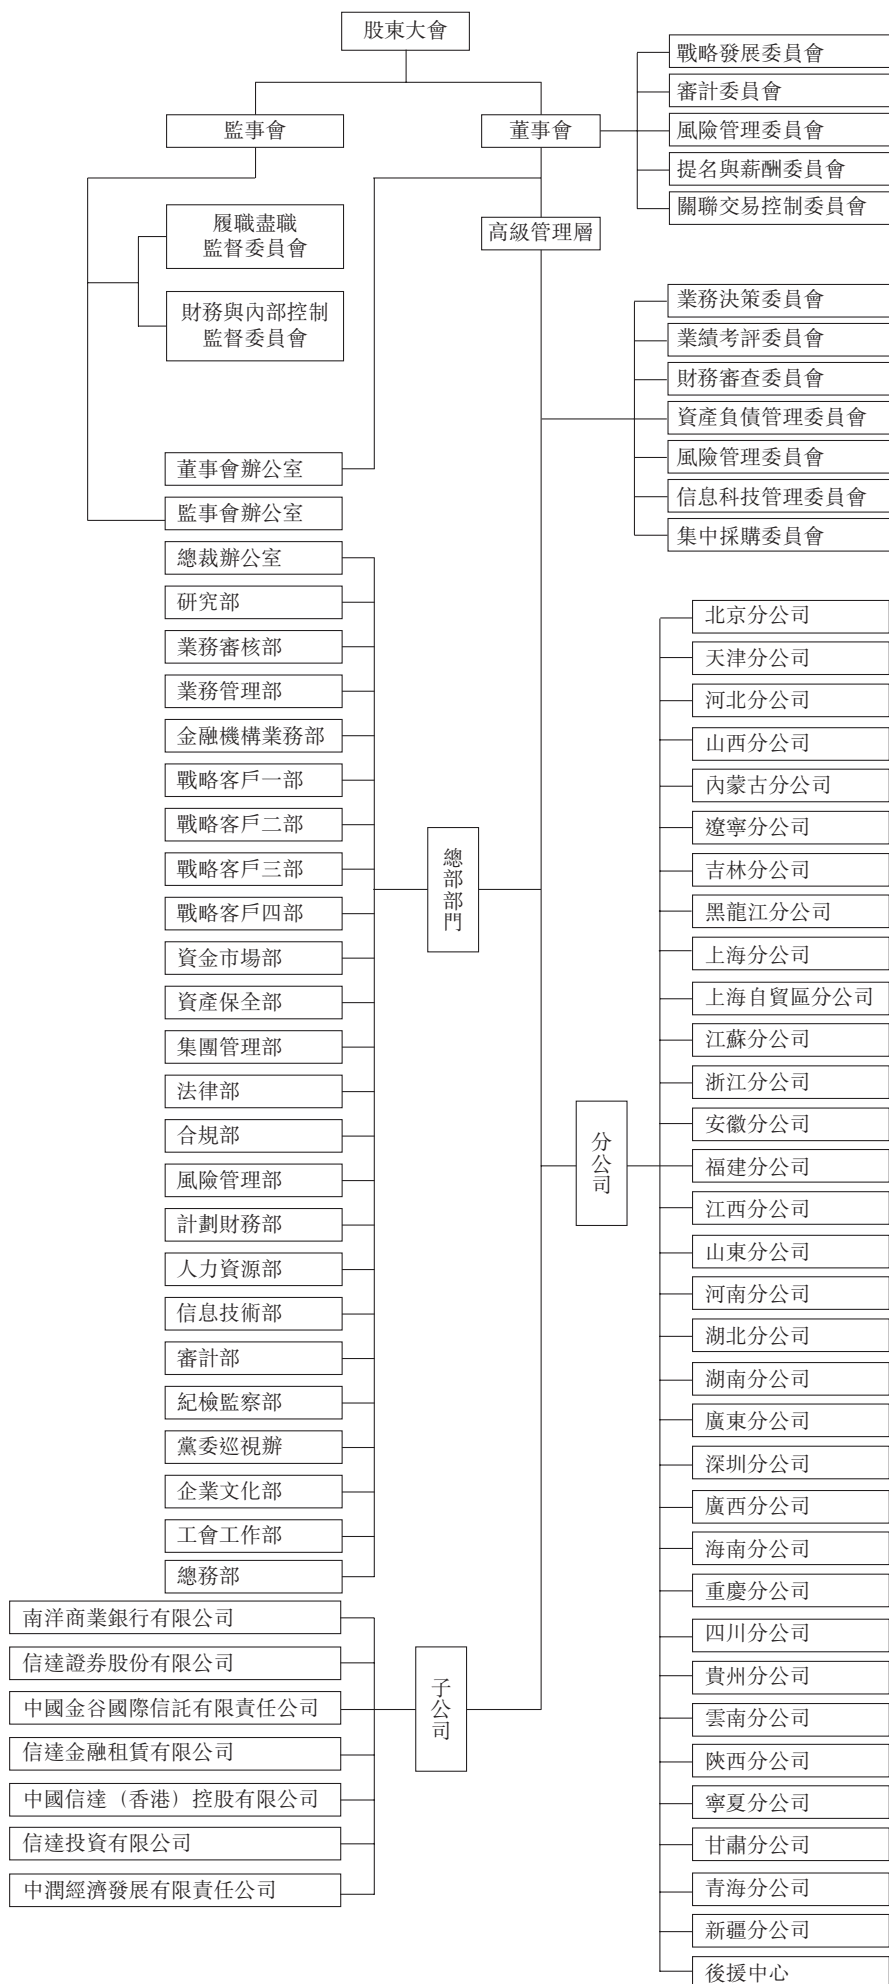 股東大會
監事會
董事會
戰略發展委員會
審計委員會
風險管理委員會
提名與薪酬委員會
關聯交易控制委員會
履職盡職
監督委員會
財務與內部控制
監督委員會
高級管理層
業務決策委員會
業績考評委員會
財務審查委員會
資產負債管理委員會
風險管理委員會
信息科技管理委員會
集中採購委員會
董事會辦公室
監事會辦公室
總裁辦公室
研究部
業務審核部
業務管理部
金融機構業務部
戰略客戶一部
戰略客戶二部
戰略客戶三部
戰略客戶四部
資金市場部
資產保全部
集團管理部
法律部
合規部
風險管理部
計劃財務部
人力資源部
信息技術部
審計部
紀檢監察部
黨委巡視辦
企業文化部
工會工作部
總務部
總部部門
分公司
北京分公司
天津分公司
河北分公司
山西分公司
內蒙古分公司
遼寧分公司
吉林分公司
黑龍江分公司
上海分公司
上海自貿區分公司
江蘇分公司
浙江分公司
安徽分公司
福建分公司
江西分公司
山東分公司
河南分公司
湖北分公司
湖南分公司
廣東分公司
深圳分公司
廣西分公司
海南分公司
重慶分公司
四川分公司
貴州分公司
雲南分公司
陝西分公司
寧夏分公司
甘肅分公司
青海分公司
新疆分公司
後援中心
南洋商業銀行有限公司
信達證券股份有限公司
中國金谷國際信託有限責任公司
信達金融租賃有限公司
中國信達（香港）控股有限公司
信達投資有限公司
中潤經濟發展有限責任公司
子公司